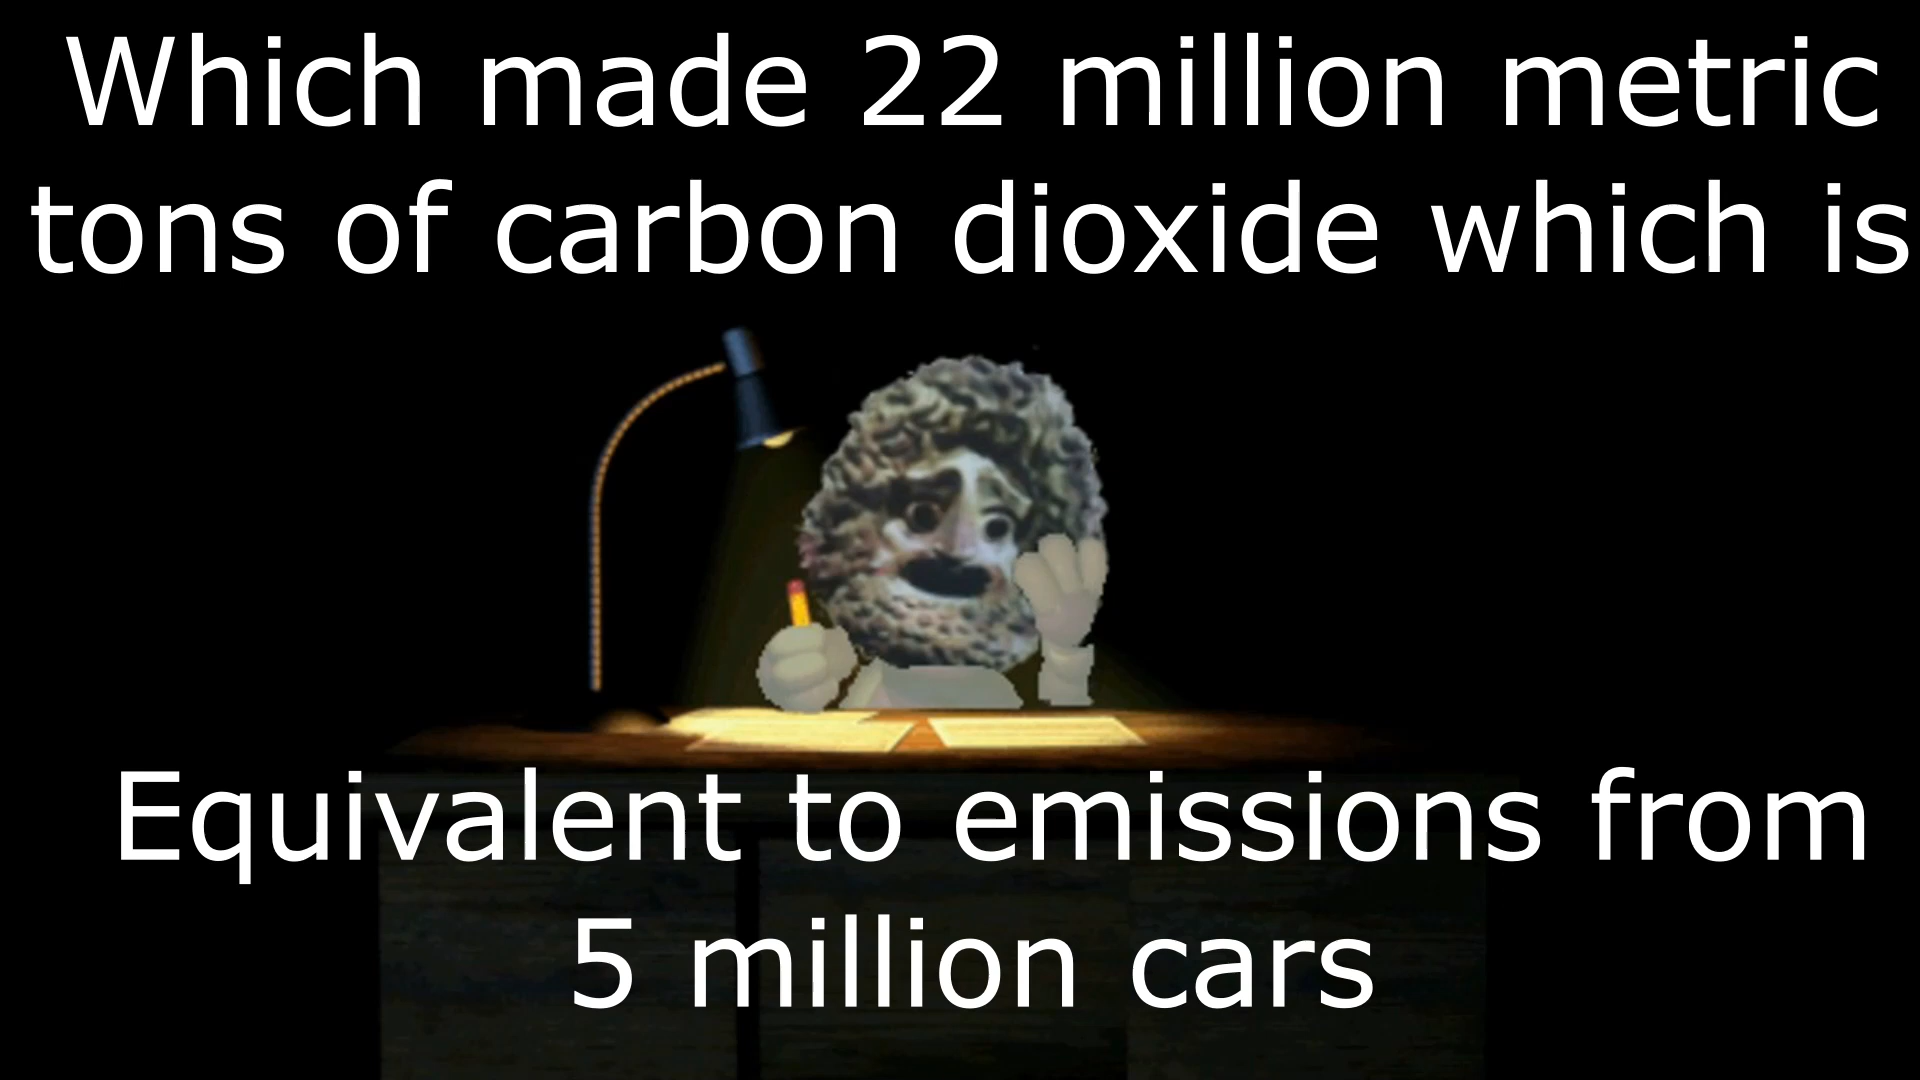 Which made 22 million metric
tons of carbon dioxide which is
Equivalent to emissions from
5 million cars